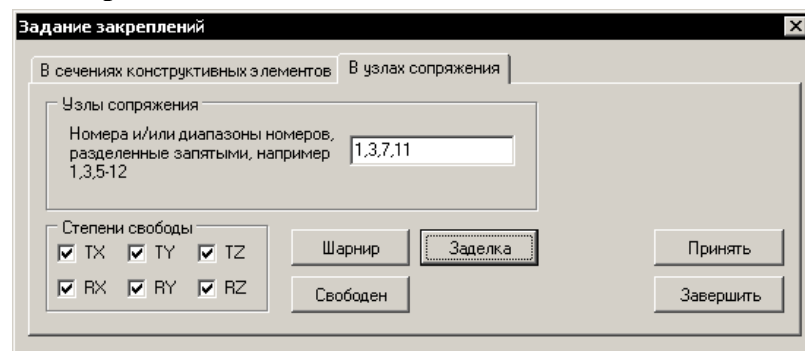 Задание закреплений
В сечениях конструктивных элементов
В узлах сопряжения
Узлы сопряжения
Номера и/или диапазоны номеров,
разделенные запятыми, например
1,3,5-12
1,3,7,11
Степени свободы
TX TY TZ
RX RY RZ
Шарнир
Заделка
Свободен
Принять
Завершить